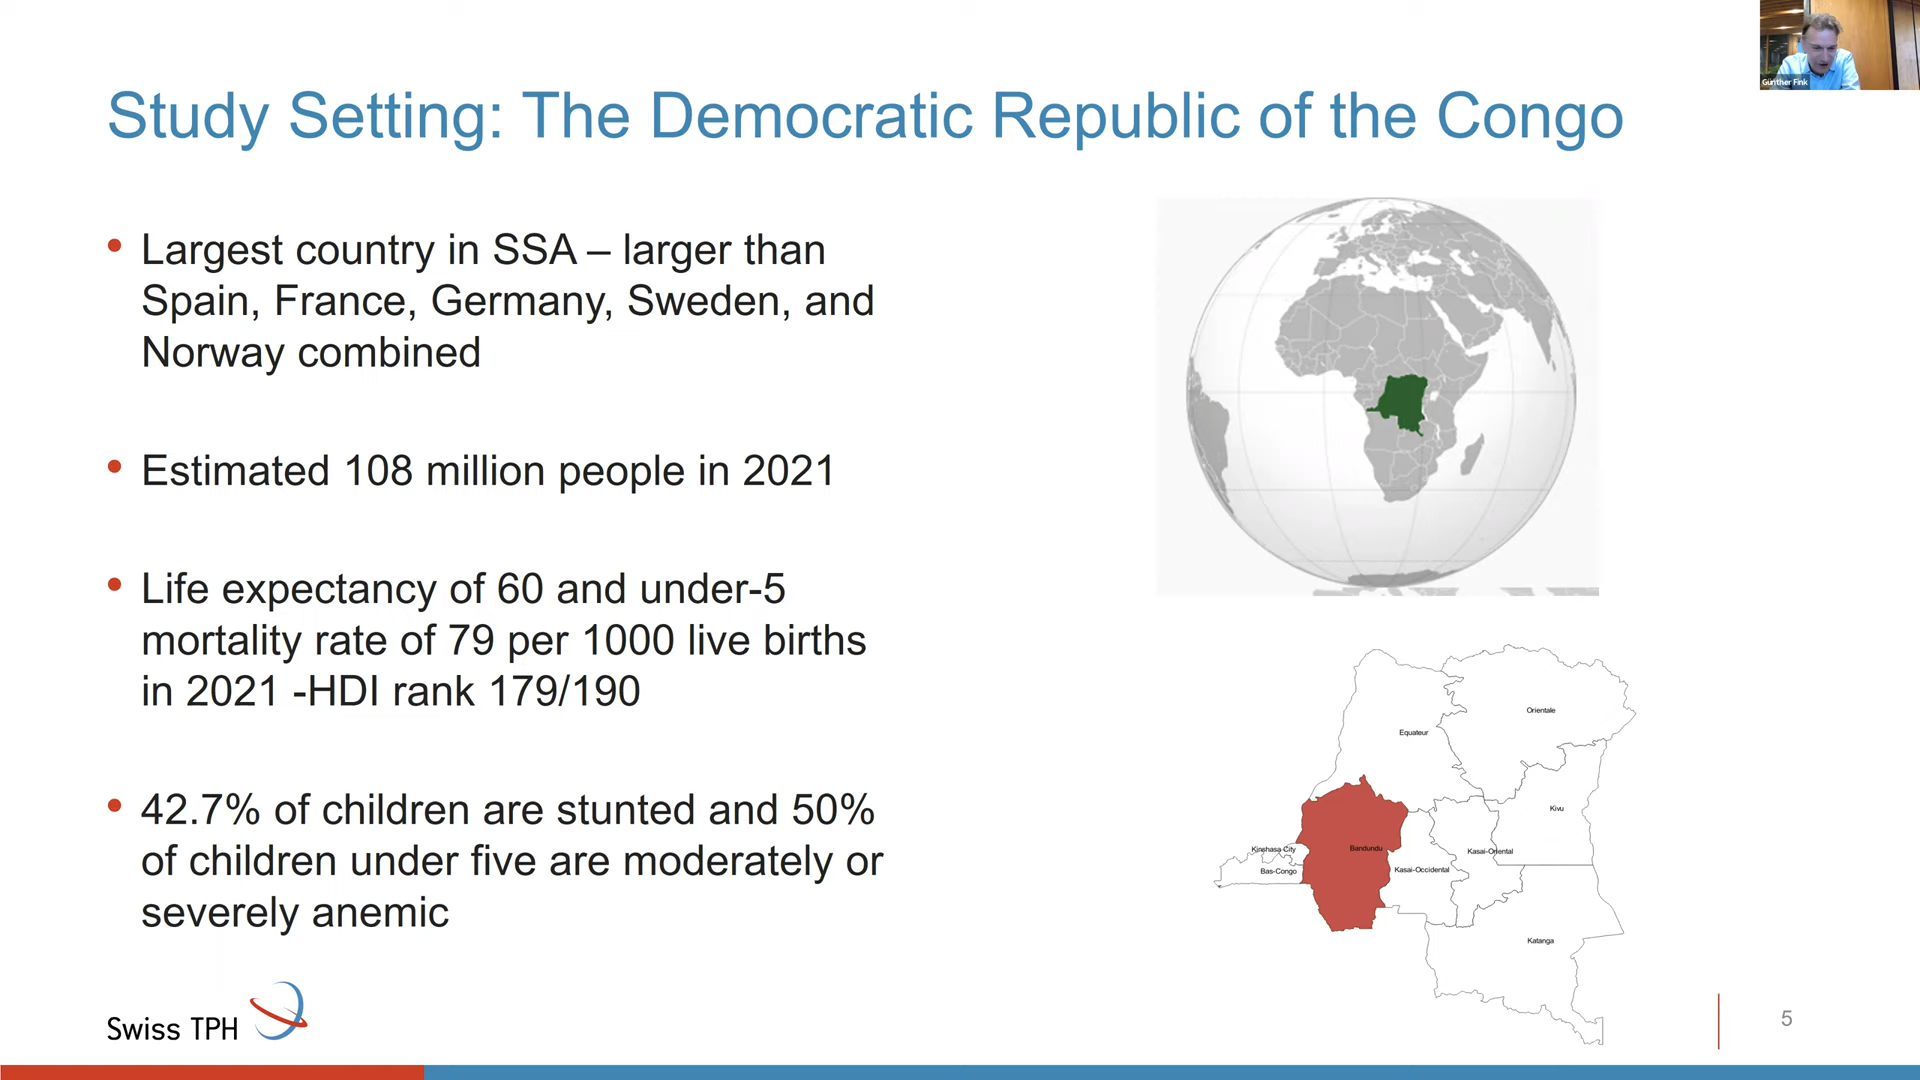 Günther Fink
Study Setting: The Democratic Republic of the Congo
• Largest country in SSA – larger than
Spain, France, Germany, Sweden, and
Norway combined
• Estimated 108 million people in 2021
• Life expectancy of 60 and under-5
mortality rate of 79 per 1000 live births
in 2021 -HDI rank 179/190
• 42.7% of children are stunted and 50%
of children under five are moderately or
severely anemic
Orientale
Equateur
Kivu
Kinshasa City
Bandundu
Kasai-Oriental
Bas-Congo
Kasai-Occidental
Katanga
Swiss TPH
5